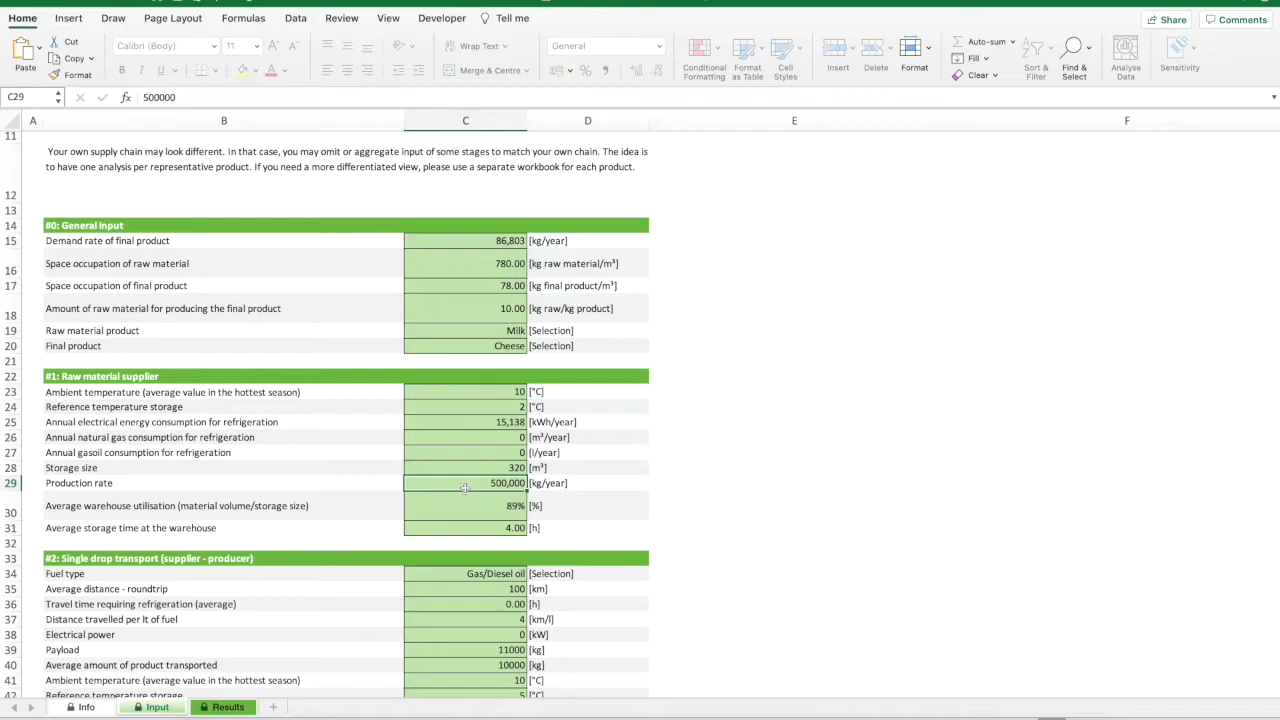 Home Insert Draw Page Layout Formulas Data Review View Developer Tell me Share Comments
Paste Cut Copy Format
Calibri (Body) 11 B I U A
Wrap Text Merge & Centre
General
Conditional Formatting Format as Table Cell Styles
Insert Delete Format
Auto-sum Fill Clear
Sort & Filter Find & Select Analyse Data Sensitivity
C29 fx 500000
A B C D E F
11
Your own supply chain may look different. In that case, you may omit or aggregate input of some stages to match your own chain. The idea is
to have one analysis per representative product. If you need a more differentiated view, please use a separate workbook for each product.
12
13
14 #0: General input
15 Demand rate of final product 86,803 [kg/year]
16 Space occupation of raw material 780.00 [kg raw material/m³]
17 Space occupation of final product 78.00 [kg final product/m³]
18 Amount of raw material for producing the final product 10.00 [kg raw/kg product]
19 Raw material product Milk [Selection]
20 Final product Cheese [Selection]
21
22 #1: Raw material supplier
23 Ambient temperature (average value in the hottest season) 10 [°C]
24 Reference temperature storage 2 [°C]
25 Annual electrical energy consumption for refrigeration 15,138 [kWh/year]
26 Annual natural gas consumption for refrigeration 0 [m³/year]
27 Annual gasoil consumption for refrigeration 0 [l/year]
28 Storage size 320 [m³]
29 Production rate 500,000 [kg/year]
30 Average warehouse utilisation (material volume/storage size) 89% [%]
31 Average storage time at the warehouse 4.00 [h]
32
33 #2: Single drop transport (supplier - producer)
34 Fuel type Gas/Diesel oil [Selection]
35 Average distance - roundtrip 100 [km]
36 Travel time requiring refrigeration (average) 0.00 [h]
37 Distance travelled per lt of fuel 4 [km/l]
38 Electrical power 0 [kW]
39 Payload 11000 [kg]
40 Average amount of product transported 10000 [kg]
41 Ambient temperature (average value in the hottest season) 10 [°C]
42 Reference temperature storage 5 [°C]
Info Input Results